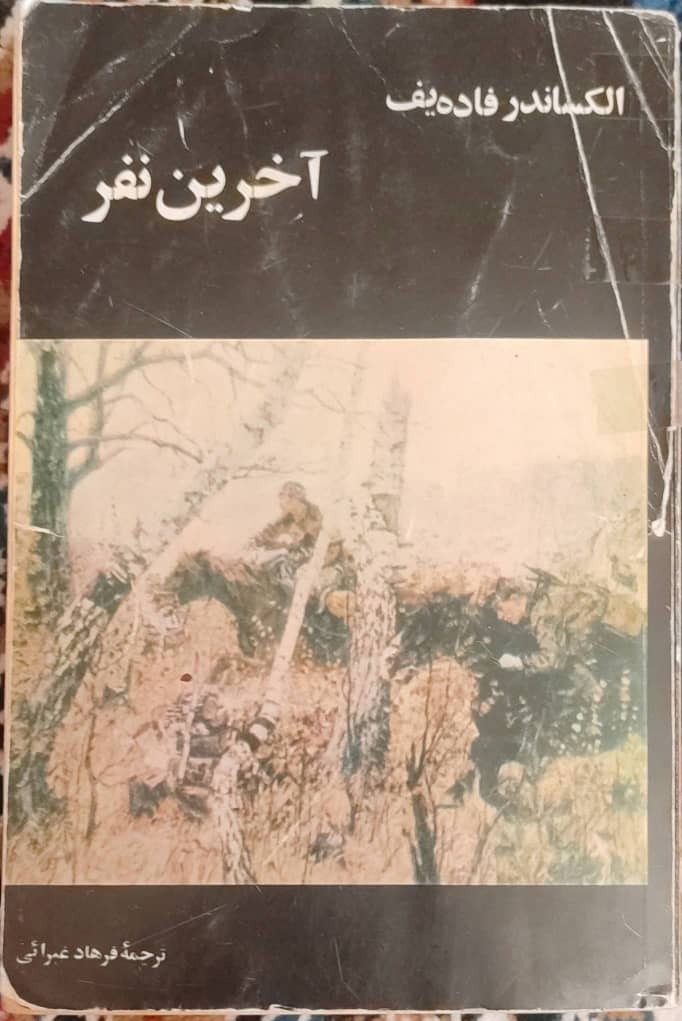 الکساندر فاده‌یف
آخرین نفر
ترجمهٔ فرهاد غبرائی